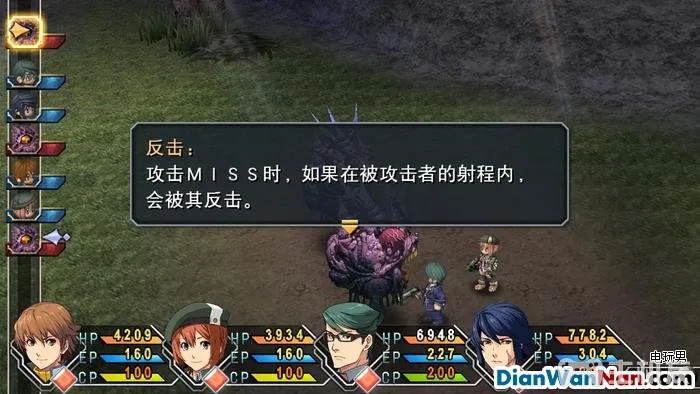 反击：
攻击ＭＩＳＳ时，如果在被攻击者的射程内，
会被其反击。
HP 4209 HP 3934 HP 6948 HP 7782
EP 160 EP 160 EP 227 EP 304
CP 100 CP 100 CP 200
电玩男
DianWanNan.com